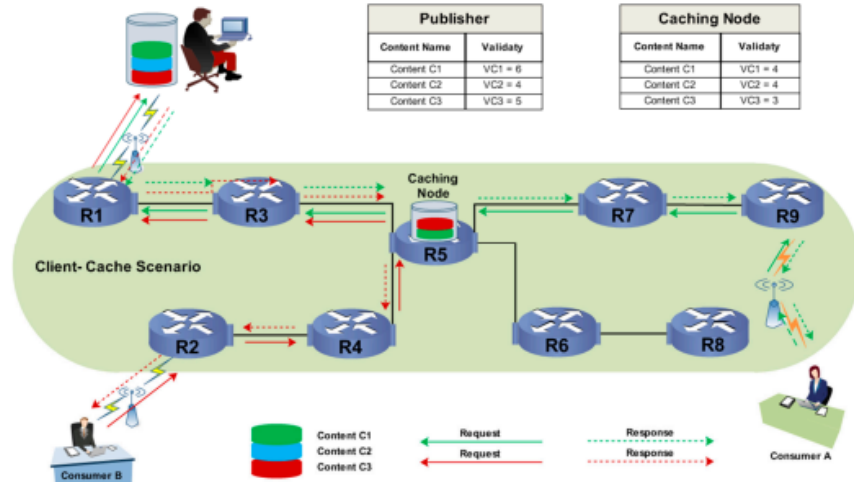 Publisher
Content Name Validaty
Content C1 VC1 = 6
Content C2 VC2 = 4
Content C3 VC3 = 5
Caching Node
Content Name Validaty
Content C1 VC1 = 4
Content C2 VC2 = 4
Content C3 VC3 = 3
Caching
Node
R1
R3
R5
R7
R9
Client- Cache Scenario
R2
R4
R6
R8
Content C1
Content C2
Content C3
Request
Response
Request
Response
Consumer B
Consumer A